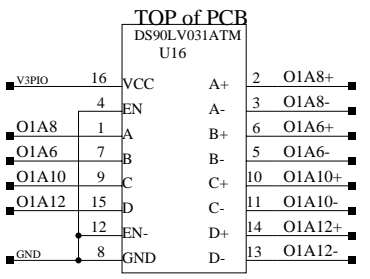 TOP of PCB
DS90LV031ATM
U16
V3PIO 16 VCC A+ 2 O1A8+
4 EN A- 3 O1A8-
O1A8 1 A B+ 6 O1A6+
O1A6 7 B B- 5 O1A6-
O1A10 9 C C+ 10 O1A10+
O1A12 15 D C- 11 O1A10-
12 EN- D+ 14 O1A12+
GND 8 GND D- 13 O1A12-